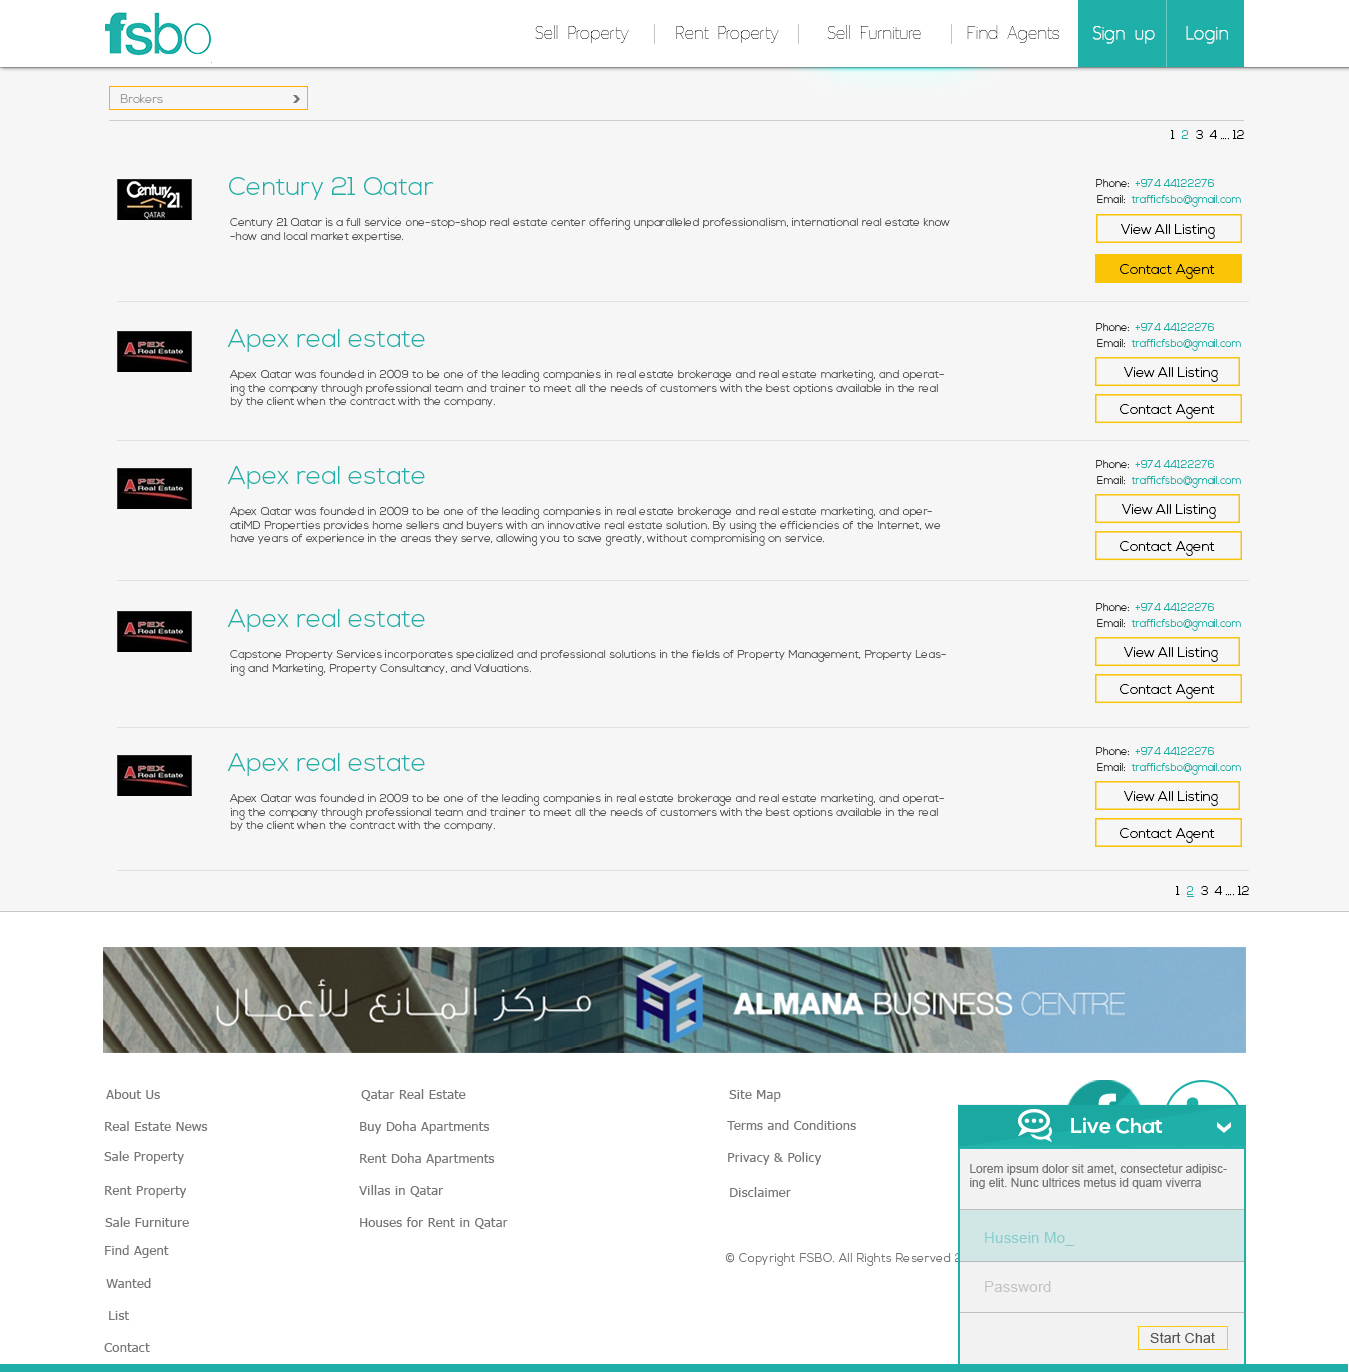 fsbo
Sell Property
Rent Property
Sell Furniture
Find Agents
Sign up
Login
Brokers
1 2 3 4 .... 12
Century 21
QATAR
Century 21 Qatar
Century 21 Qatar is a full service one-stop-shop real estate center offering unparalleled professionalism, international real estate know
-how and local market expertise.
Phone: +974 44122276
Email: trafficfsbo@gmail.com
View All Listing
Contact Agent
APEX
Real Estate
Apex real estate
Apex Qatar was founded in 2009 to be one of the leading companies in real estate brokerage and real estate marketing, and operat-
ing the company through professional team and trainer to meet all the needs of customers with the best options available in the real
by the client when the contract with the company.
Phone: +974 44122276
Email: trafficfsbo@gmail.com
View All Listing
Contact Agent
APEX
Real Estate
Apex real estate
Apex Qatar was founded in 2009 to be one of the leading companies in real estate brokerage and real estate marketing, and oper-
atiMD Properties provides home sellers and buyers with an innovative real estate solution. By using the efficiencies of the Internet, we
have years of experience in the areas they serve, allowing you to save greatly, without compromising on service.
Phone: +974 44122276
Email: trafficfsbo@gmail.com
View All Listing
Contact Agent
APEX
Real Estate
Apex real estate
Capstone Property Services incorporates specialized and professional solutions in the fields of Property Management, Property Leas-
ing and Marketing, Property Consultancy, and Valuations.
Phone: +974 44122276
Email: trafficfsbo@gmail.com
View All Listing
Contact Agent
APEX
Real Estate
Apex real estate
Apex Qatar was founded in 2009 to be one of the leading companies in real estate brokerage and real estate marketing, and operat-
ing the company through professional team and trainer to meet all the needs of customers with the best options available in the real
by the client when the contract with the company.
Phone: +974 44122276
Email: trafficfsbo@gmail.com
View All Listing
Contact Agent
1 2 3 4 .... 12
مركز المانع للأعمال
ALMANA BUSINESS CENTRE
About Us
Real Estate News
Sale Property
Rent Property
Sale Furniture
Find Agent
Wanted
List
Contact
Qatar Real Estate
Buy Doha Apartments
Rent Doha Apartments
Villas in Qatar
Houses for Rent in Qatar
Site Map
Terms and Conditions
Privacy & Policy
Disclaimer
© Copyright FSBO. All Rights Reserved
Live Chat
Lorem ipsum dolor sit amet, consectetur adipisc-
ing elit. Nunc ultrices metus id quam viverra
Hussein Mo_
Password
Start Chat